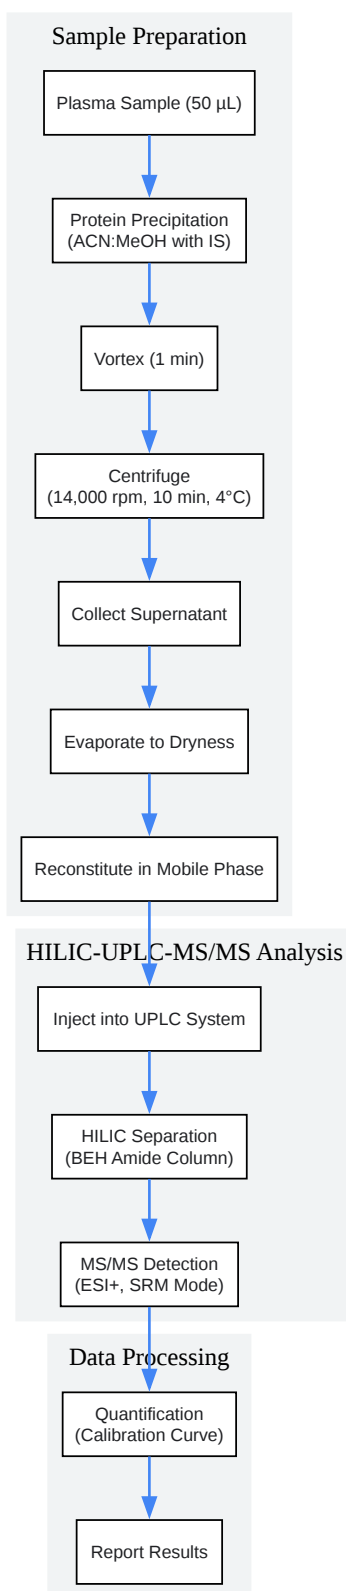 Sample Preparation
Plasma Sample (50 µL)
Protein Precipitation
(ACN:MeOH with IS)
Vortex (1 min)
Centrifuge
(14,000 rpm, 10 min, 4°C)
Collect Supernatant
Evaporate to Dryness
Reconstitute in Mobile Phase
HILIC-UPLC-MS/MS Analysis
Inject into UPLC System
HILIC Separation
(BEH Amide Column)
MS/MS Detection
(ESI+, SRM Mode)
Data Processing
Quantification
(Calibration Curve)
Report Results